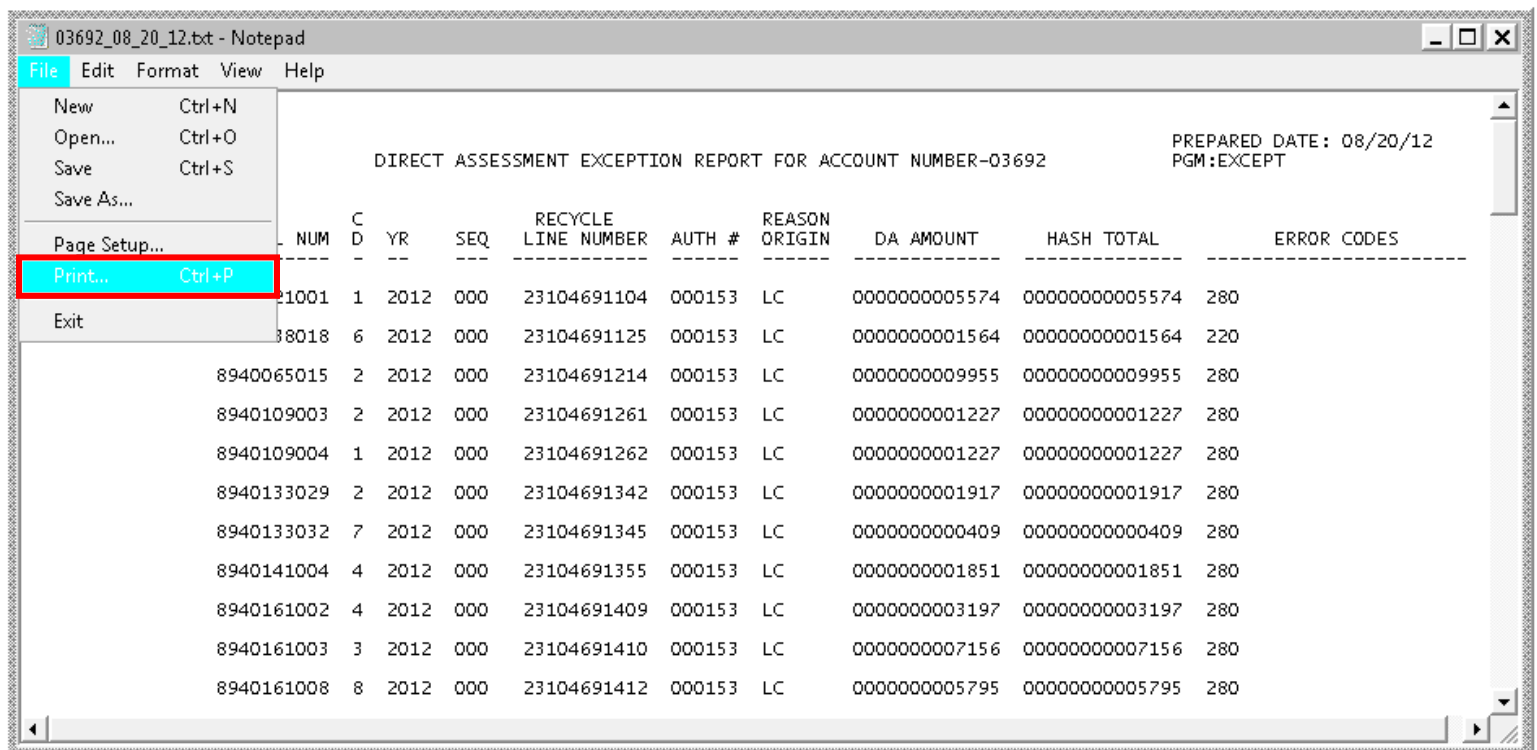 03692_08_20_12.txt - Notepad
File Edit Format View Help
New Ctrl+N
Open... Ctrl+O
Save Ctrl+S
Save As...
Page Setup...
Print... Ctrl+P
Exit
PREPARED DATE: 08/20/12
DIRECT ASSESSMENT EXCEPTION REPORT FOR ACCOUNT NUMBER-03692 PGM:EXCEPT
C RECYCLE REASON
NUM D YR SEQ LINE NUMBER AUTH # ORIGIN DA AMOUNT HASH TOTAL ERROR CODES
----- - -- --- ------------ ------ ------ ------------- -------------- -----------------------
21001 1 2012 000 23104691104 000153 LC 0000000005574 00000000005574 280
38018 6 2012 000 23104691125 000153 LC 0000000001564 00000000001564 220
8940065015 2 2012 000 23104691214 000153 LC 0000000009955 00000000009955 280
8940109003 2 2012 000 23104691261 000153 LC 0000000001227 00000000001227 280
8940109004 1 2012 000 23104691262 000153 LC 0000000001227 00000000001227 280
8940133029 2 2012 000 23104691342 000153 LC 0000000001917 00000000001917 280
8940133032 7 2012 000 23104691345 000153 LC 0000000000409 00000000000409 280
8940141004 4 2012 000 23104691355 000153 LC 0000000001851 00000000001851 280
8940161002 4 2012 000 23104691409 000153 LC 0000000003197 00000000003197 280
8940161003 3 2012 000 23104691410 000153 LC 0000000007156 00000000007156 280
8940161008 8 2012 000 23104691412 000153 LC 0000000005795 00000000005795 280